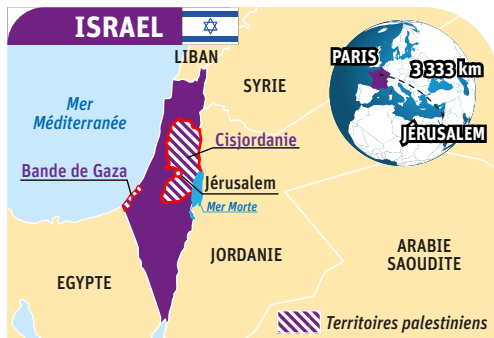 ISRAEL
LIBAN
SYRIE
PARIS
3 333 km
JÉRUSALEM
Mer
Méditerranée
Cisjordanie
Bande de Gaza
Jérusalem
Mer Morte
JORDANIE
ARABIE
SAOUDITE
EGYPTE
Territoires palestiniens